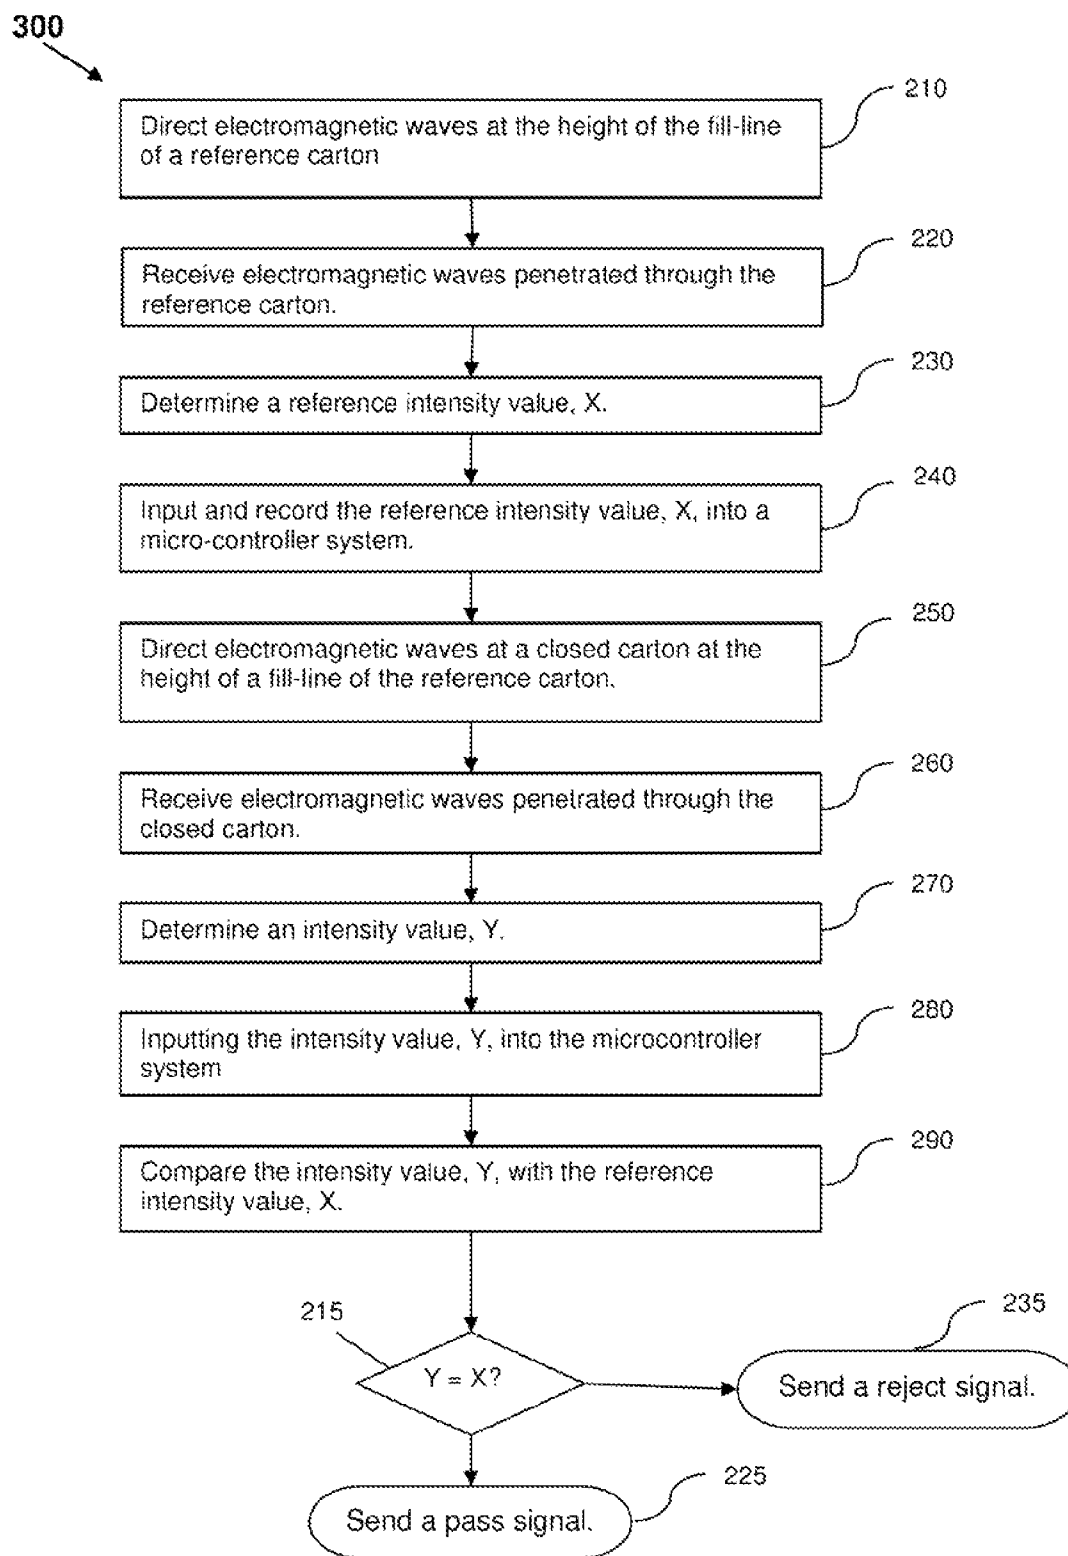 300
210
Direct electromagnetic waves at the height of the fill-line
of a reference carton
220
Receive electromagnetic waves penetrated through the
reference carton.
230
Determine a reference intensity value, X.
240
Input and record the reference intensity value, X, into a
micro-controller system.
250
Direct electromagnetic waves at a closed carton at the
height of a fill-line of the reference carton.
260
Receive electromagnetic waves penetrated through the
closed carton.
270
Determine an intensity value, Y.
280
Inputting the intensity value, Y, into the microcontroller
system
290
Compare the intensity value, Y, with the reference
intensity value, X.
215
Y = X?
235
Send a reject signal.
225
Send a pass signal.